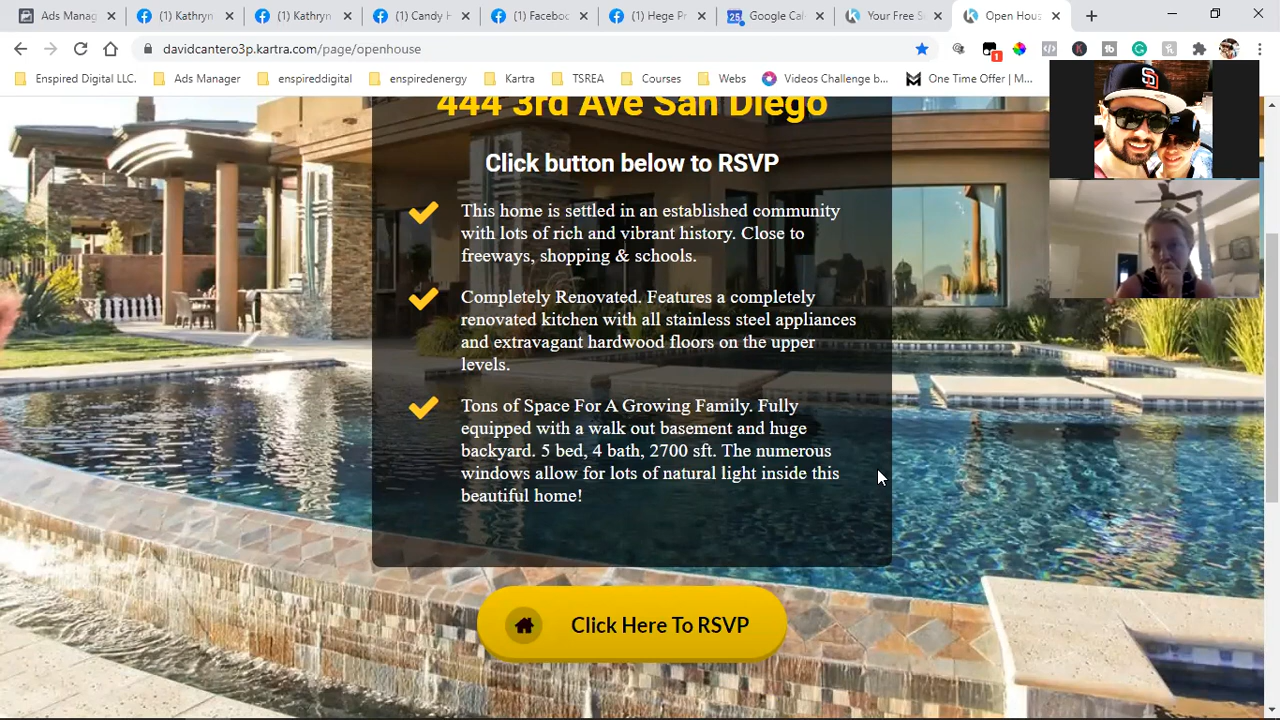 Ads Manag
(1) Kathryn
(1) Kathryn
(1) Candy H
(1) Faceboc
(1) Hege Pr
25
Google Cal
Your Free S
Open Hous
davidcantero3p.kartra.com/page/openhouse
1
Enspired Digital LLC.
Ads Manager
enspireddigital
enspiredenergy
Kartra
TSREA
Courses
Webs
Videos Challenge b...
One Time Offer | M...
444 3rd Ave San Diego
Click button below to RSVP
This home is settled in an established community
with lots of rich and vibrant history. Close to
freeways, shopping & schools.
Completely Renovated. Features a completely
renovated kitchen with all stainless steel appliances
and extravagant hardwood floors on the upper
levels.
Tons of Space For A Growing Family. Fully
equipped with a walk out basement and huge
backyard. 5 bed, 4 bath, 2700 sft. The numerous
windows allow for lots of natural light inside this
beautiful home!
Click Here To RSVP